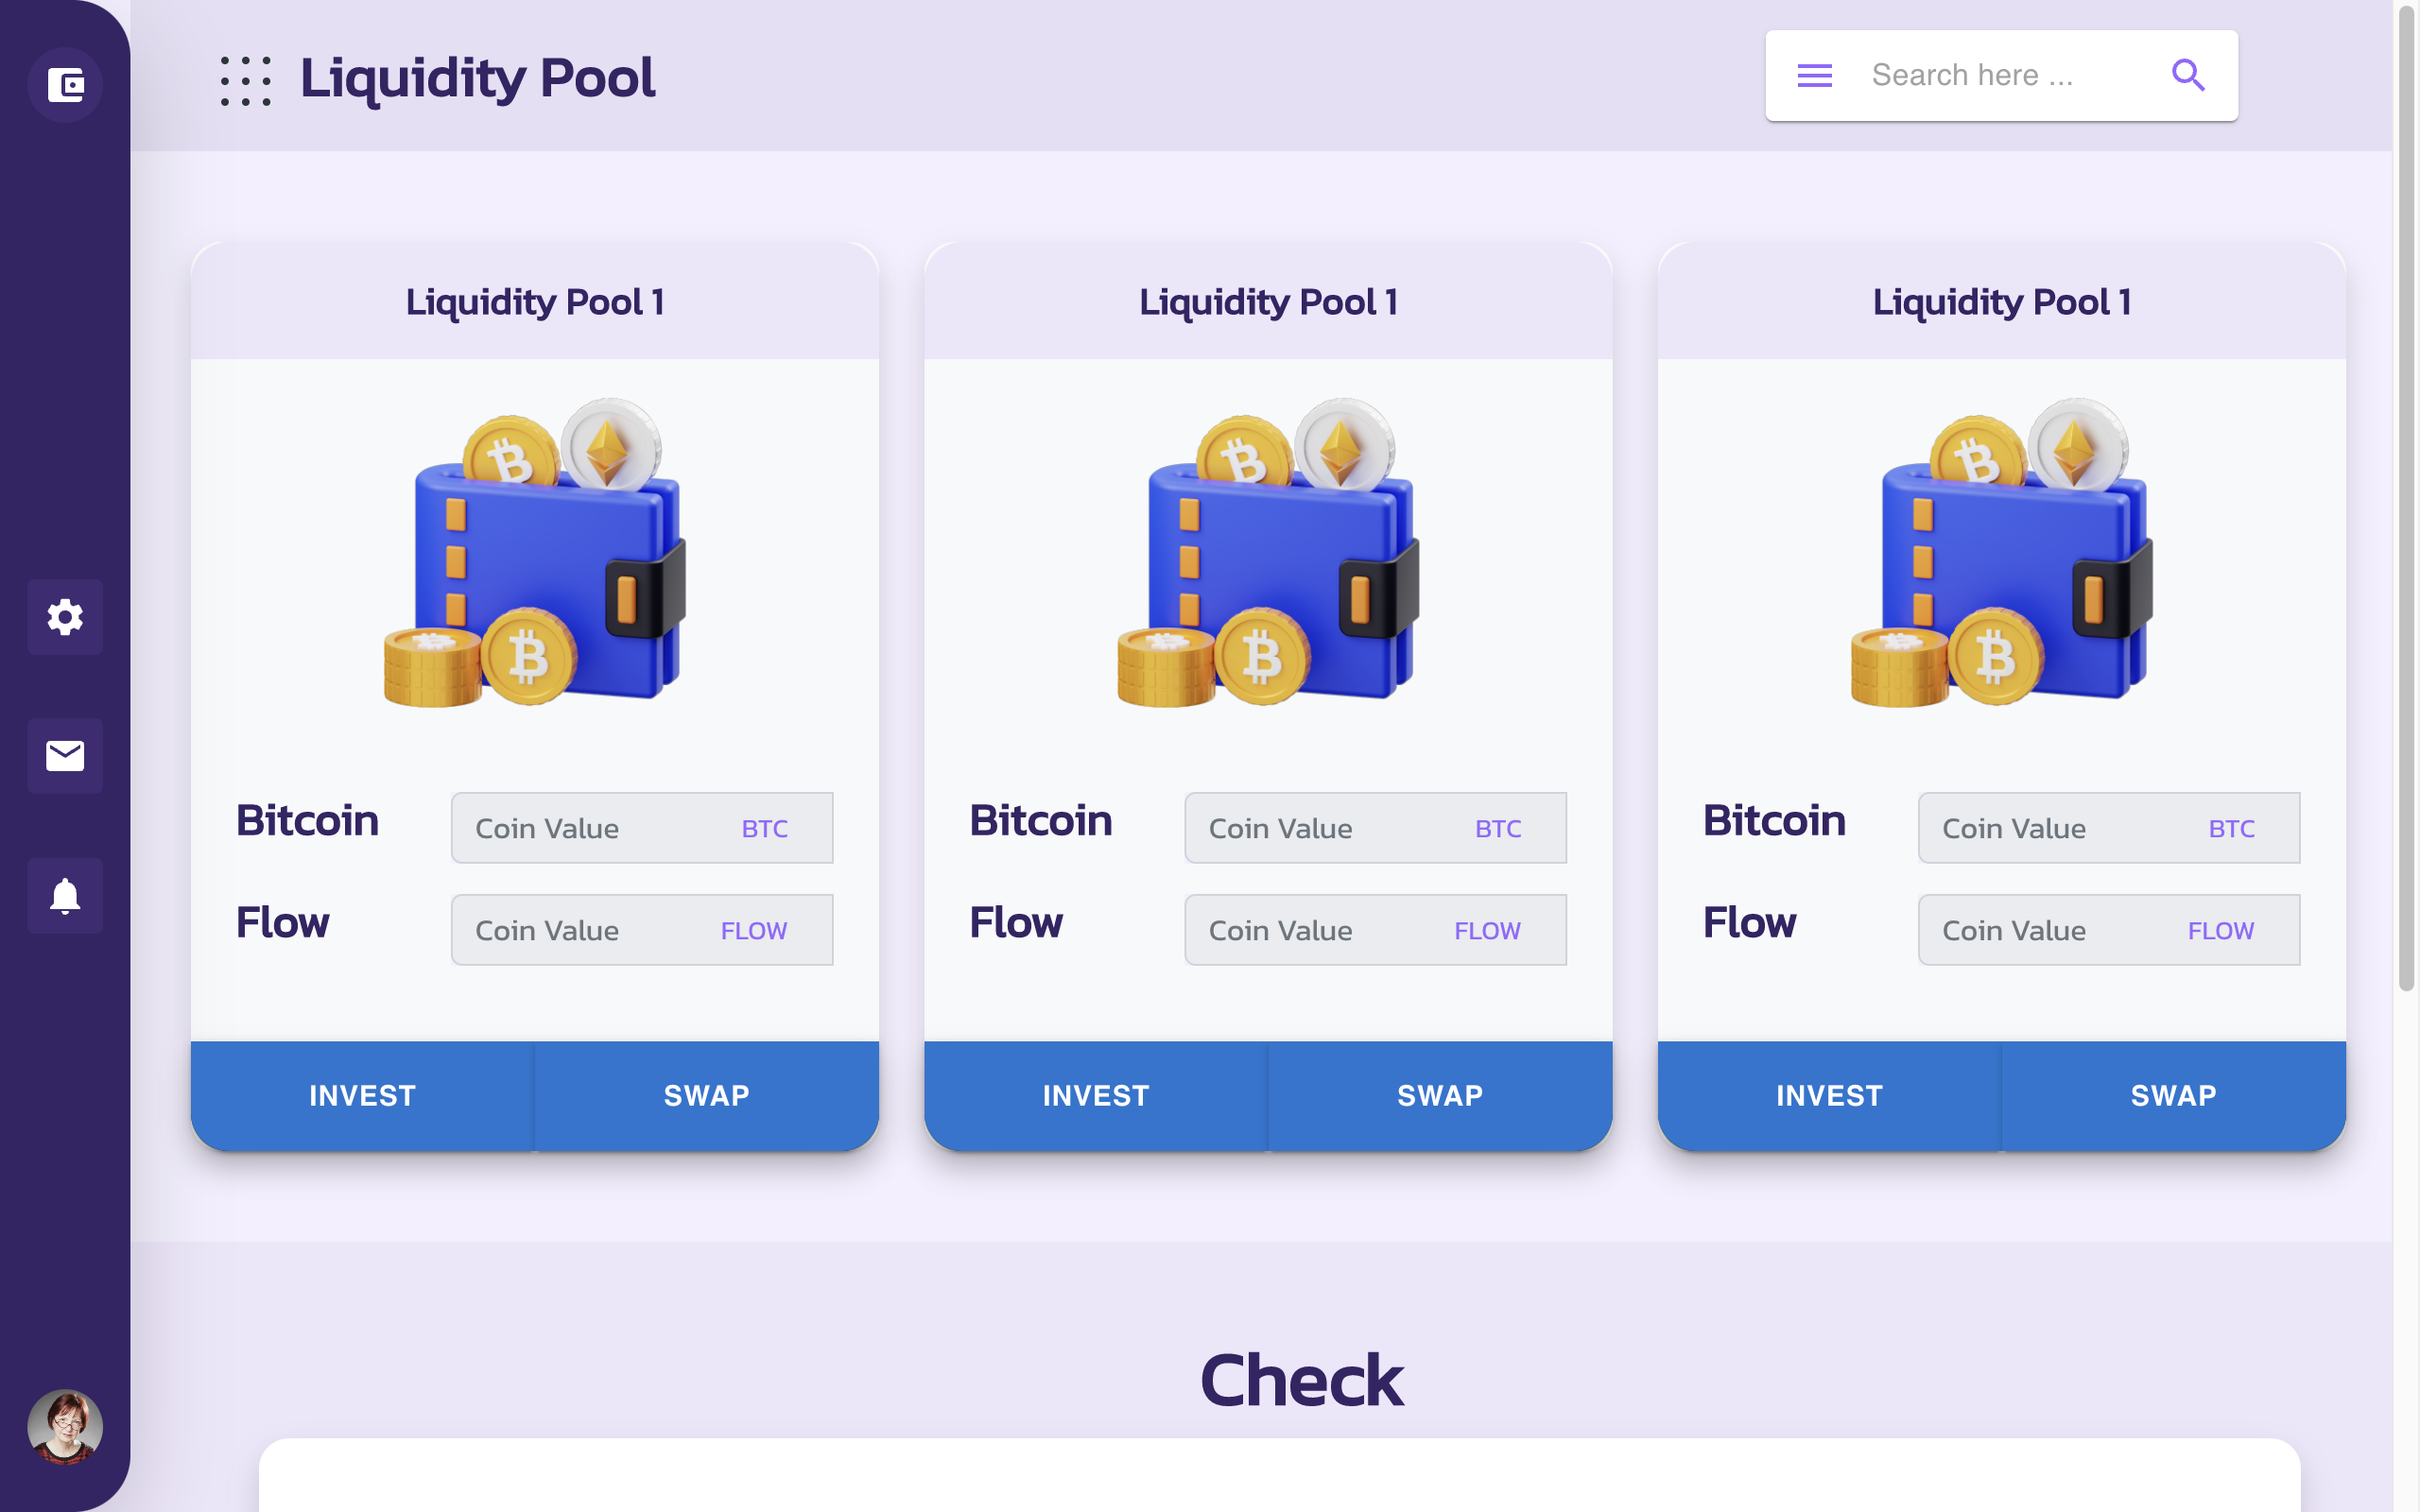 Liquidity Pool
Search here ...
Liquidity Pool 1
Liquidity Pool 1
Liquidity Pool 1
Bitcoin
Coin Value
BTC
Flow
Coin Value
FLOW
Bitcoin
Coin Value
BTC
Flow
Coin Value
FLOW
Bitcoin
Coin Value
BTC
Flow
Coin Value
FLOW
INVEST
SWAP
INVEST
SWAP
INVEST
SWAP
Check